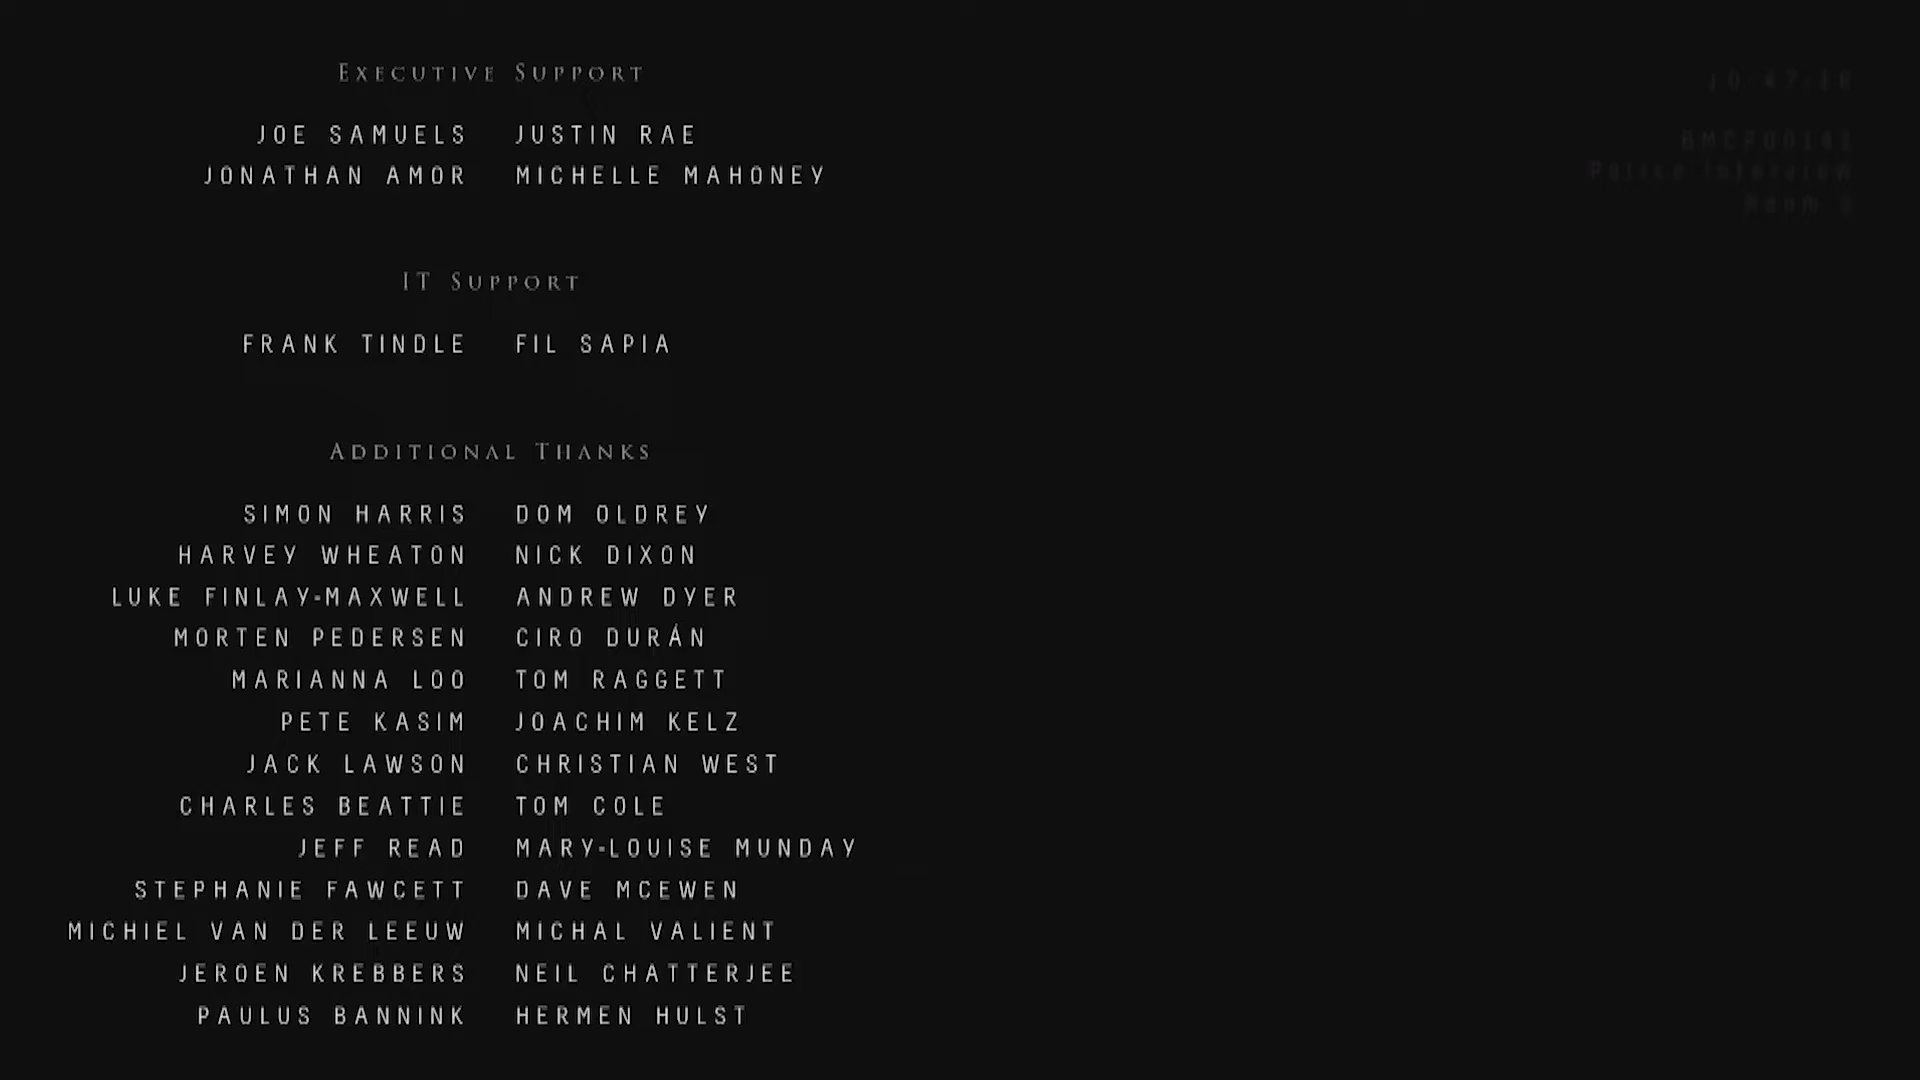 Executive Support
JOE SAMUELS JUSTIN RAE
JONATHAN AMOR MICHELLE MAHONEY
IT Support
FRANK TINDLE FIL SAPIA
Additional Thanks
SIMON HARRIS DOM OLDREY
HARVEY WHEATON NICK DIXON
LUKE FINLAY-MAXWELL ANDREW DYER
MORTEN PEDERSEN CIRO DURÁN
MARIANNA LOO TOM RAGGETT
PETE KASIM JOACHIM KELZ
JACK LAWSON CHRISTIAN WEST
CHARLES BEATTIE TOM COLE
JEFF READ MARY-LOUISE MUNDAY
STEPHANIE FAWCETT DAVE MCEWEN
MICHIEL VAN DER LEEUW MICHAL VALIENT
JEROEN KREBBERS NEIL CHATTERJEE
PAULUS BANNINK HERMEN HULST
Police Interview
Room